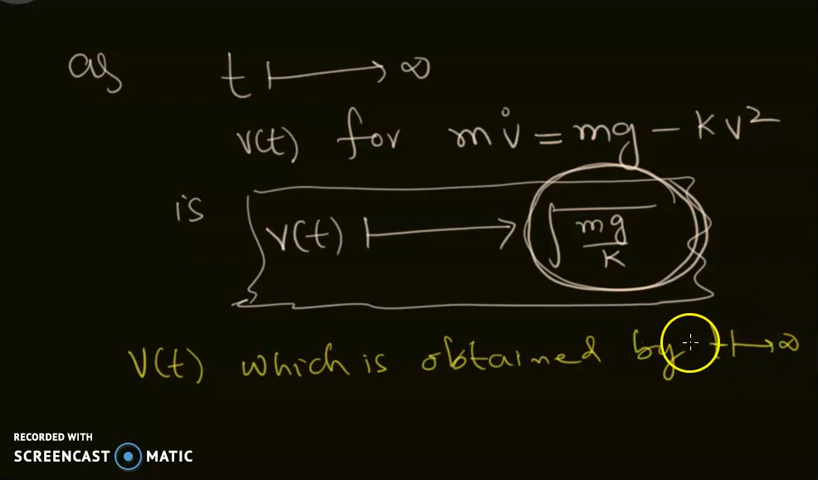 as t ⟼ ∞
v(t) for mv̇ = mg − kv²
is v(t) ⟼ √(mg/k)
v(t) which is obtained by t ⟼ ∞
RECORDED WITH
SCREENCAST MATIC